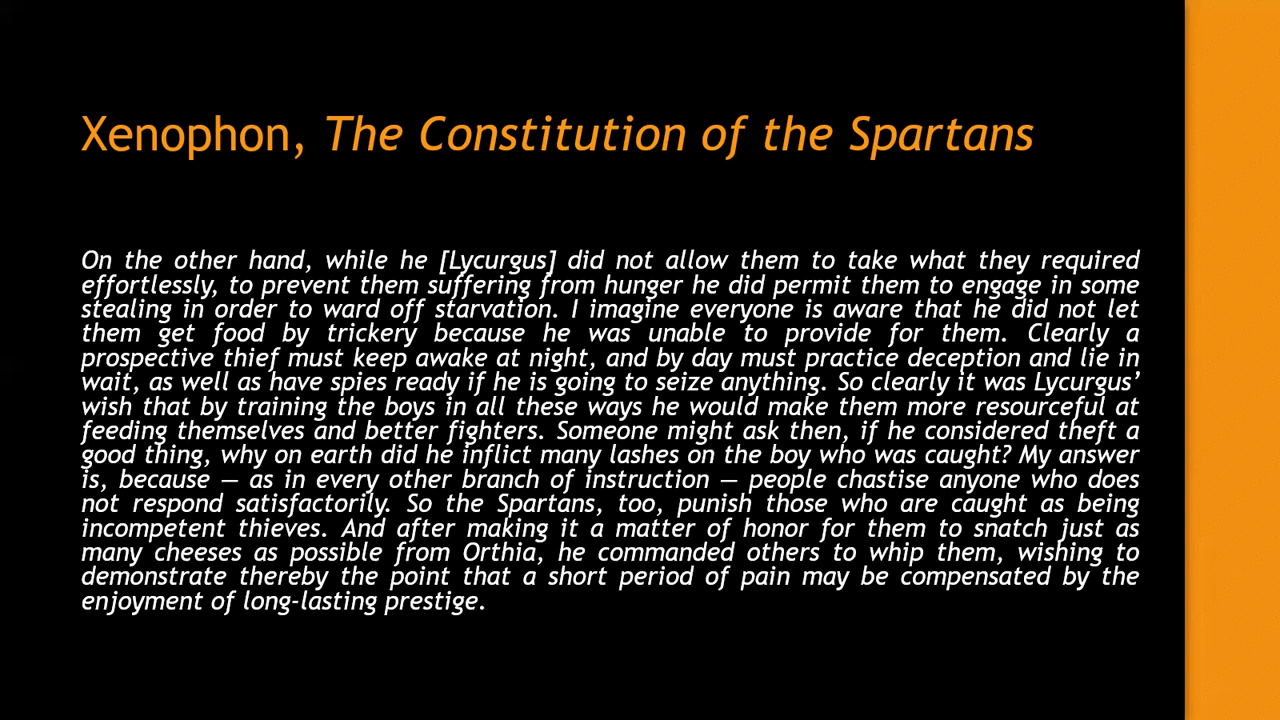 Xenophon, The Constitution of the Spartans
On the other hand, while he [Lycurgus] did not allow them to take what they required
effortlessly, to prevent them suffering from hunger he did permit them to engage in some
stealing in order to ward off starvation. I imagine everyone is aware that he did not let
them get food by trickery because he was unable to provide for them. Clearly a
prospective thief must keep awake at night, and by day must practice deception and lie in
wait, as well as have spies ready if he is going to seize anything. So clearly it was Lycurgus’
wish that by training the boys in all these ways he would make them more resourceful at
feeding themselves and better fighters. Someone might ask then, if he considered theft a
good thing, why on earth did he inflict many lashes on the boy who was caught? My answer
is, because — as in every other branch of instruction — people chastise anyone who does
not respond satisfactorily. So the Spartans, too, punish those who are caught as being
incompetent thieves. And after making it a matter of honor for them to snatch just as
many cheeses as possible from Orthia, he commanded others to whip them, wishing to
demonstrate thereby the point that a short period of pain may be compensated by the
enjoyment of long-lasting prestige.